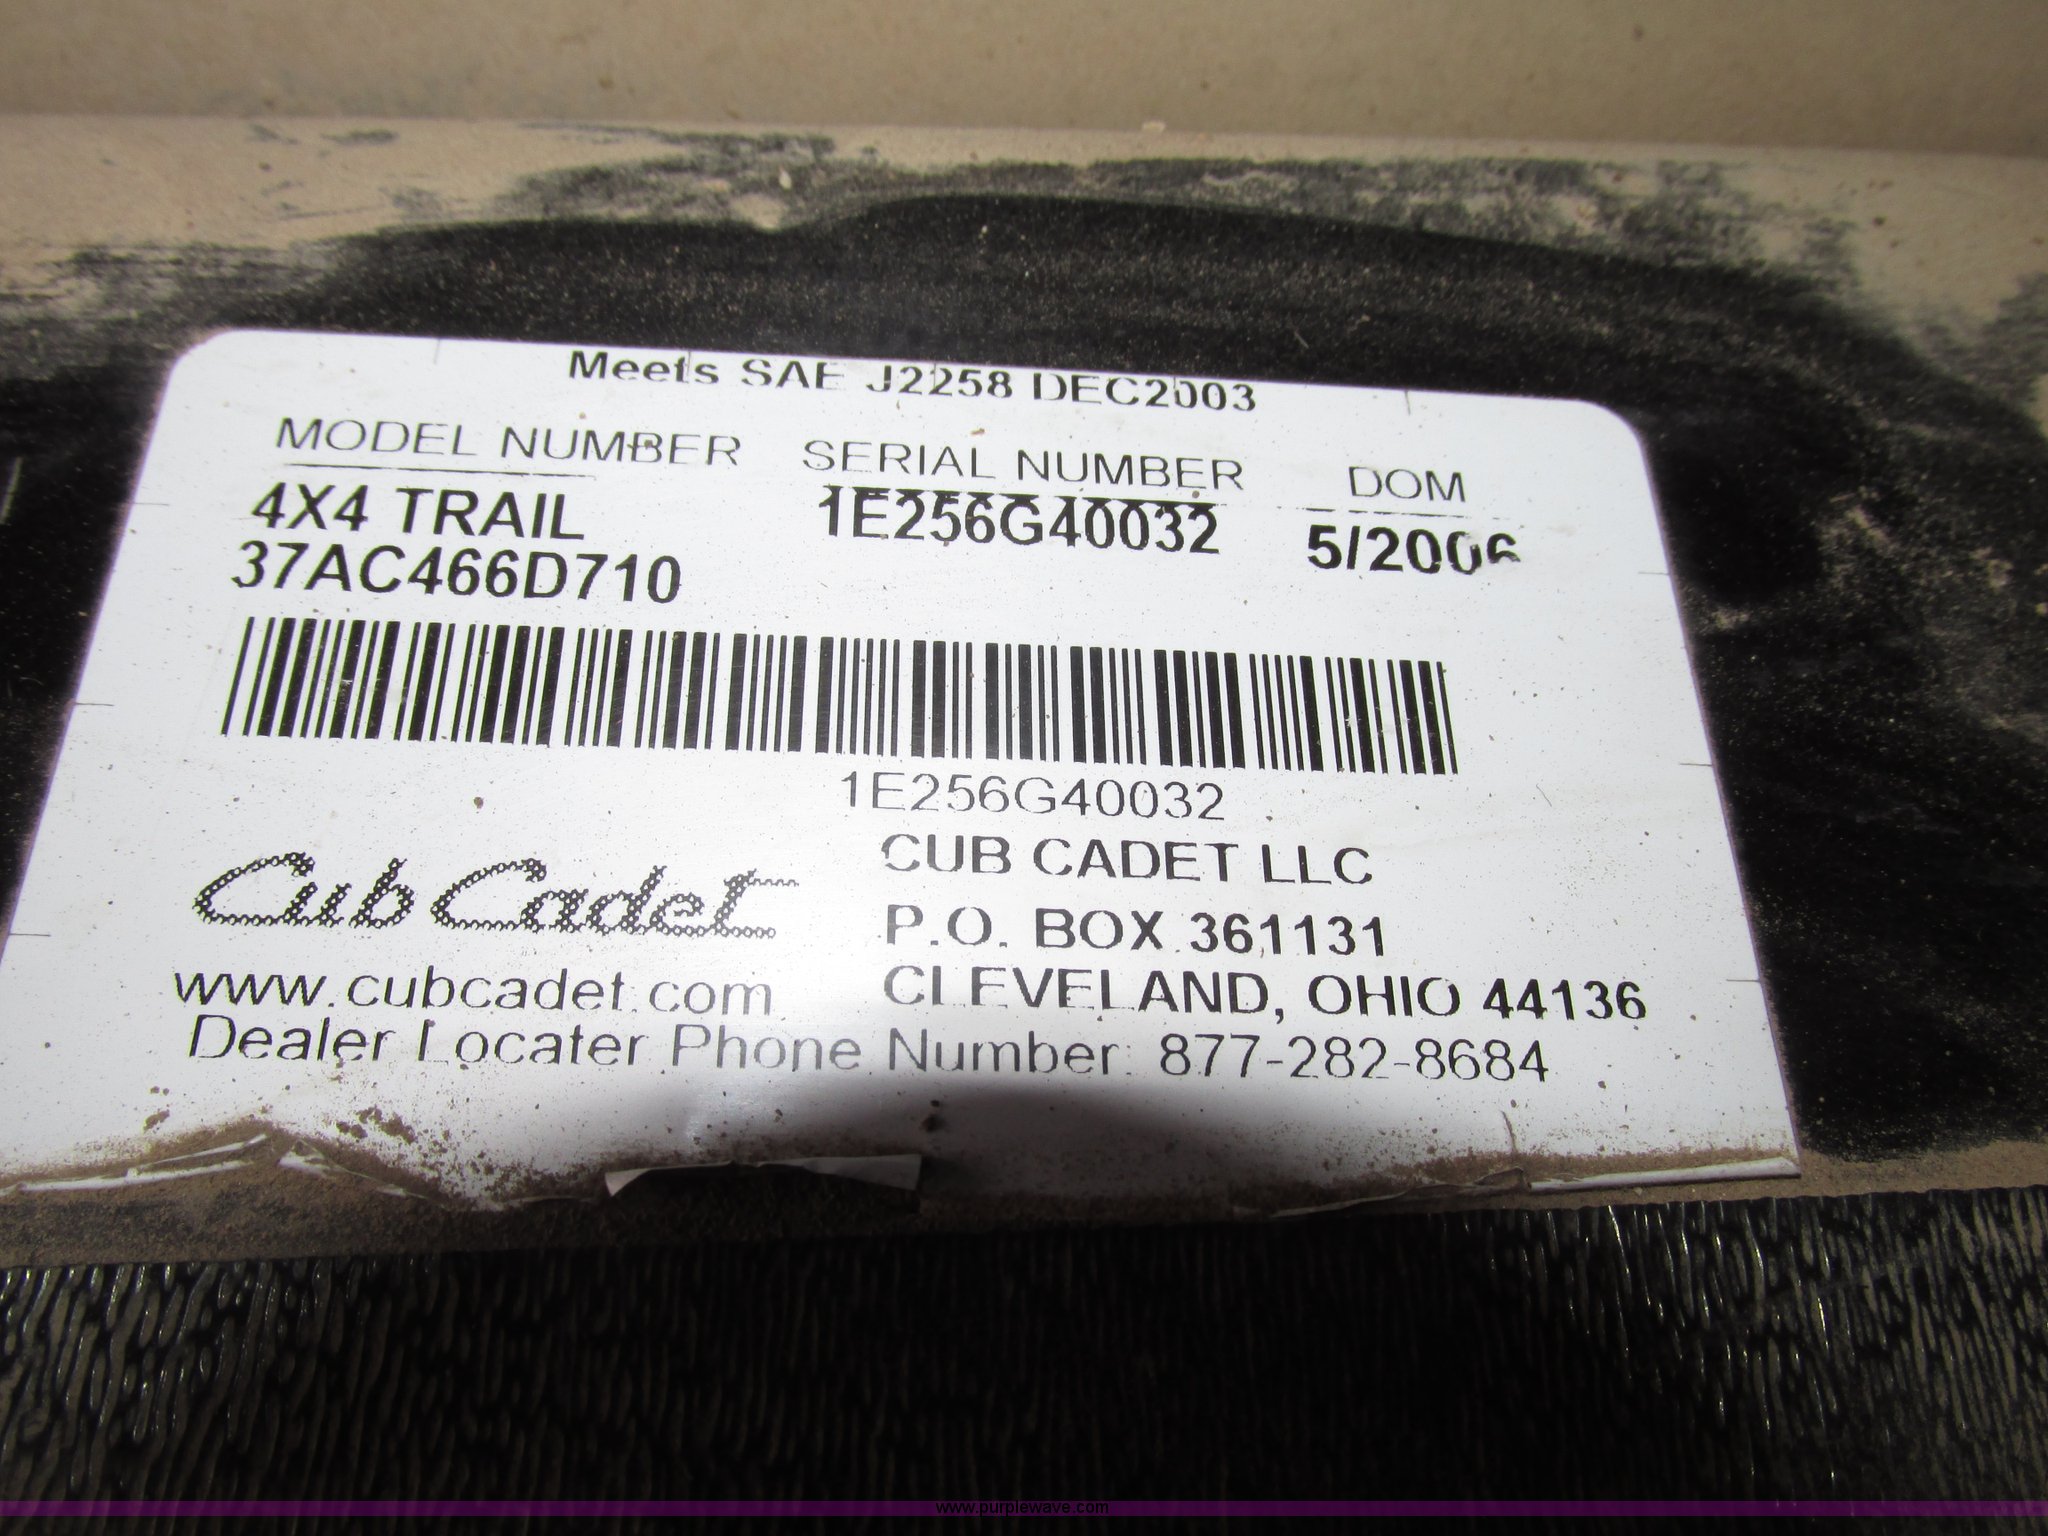 Meets SAE J2258 DEC2003
MODEL NUMBER SERIAL NUMBER DOM
4X4 TRAIL 1E256G40032 5/2006
37AC466D710
1E256G40032
CUB CADET LLC
Cub Cadet P.O. BOX 361131
www.cubcadet.com CLEVELAND, OHIO 44136
Dealer Locater Phone Number: 877-282-8684
www.purplewave.com